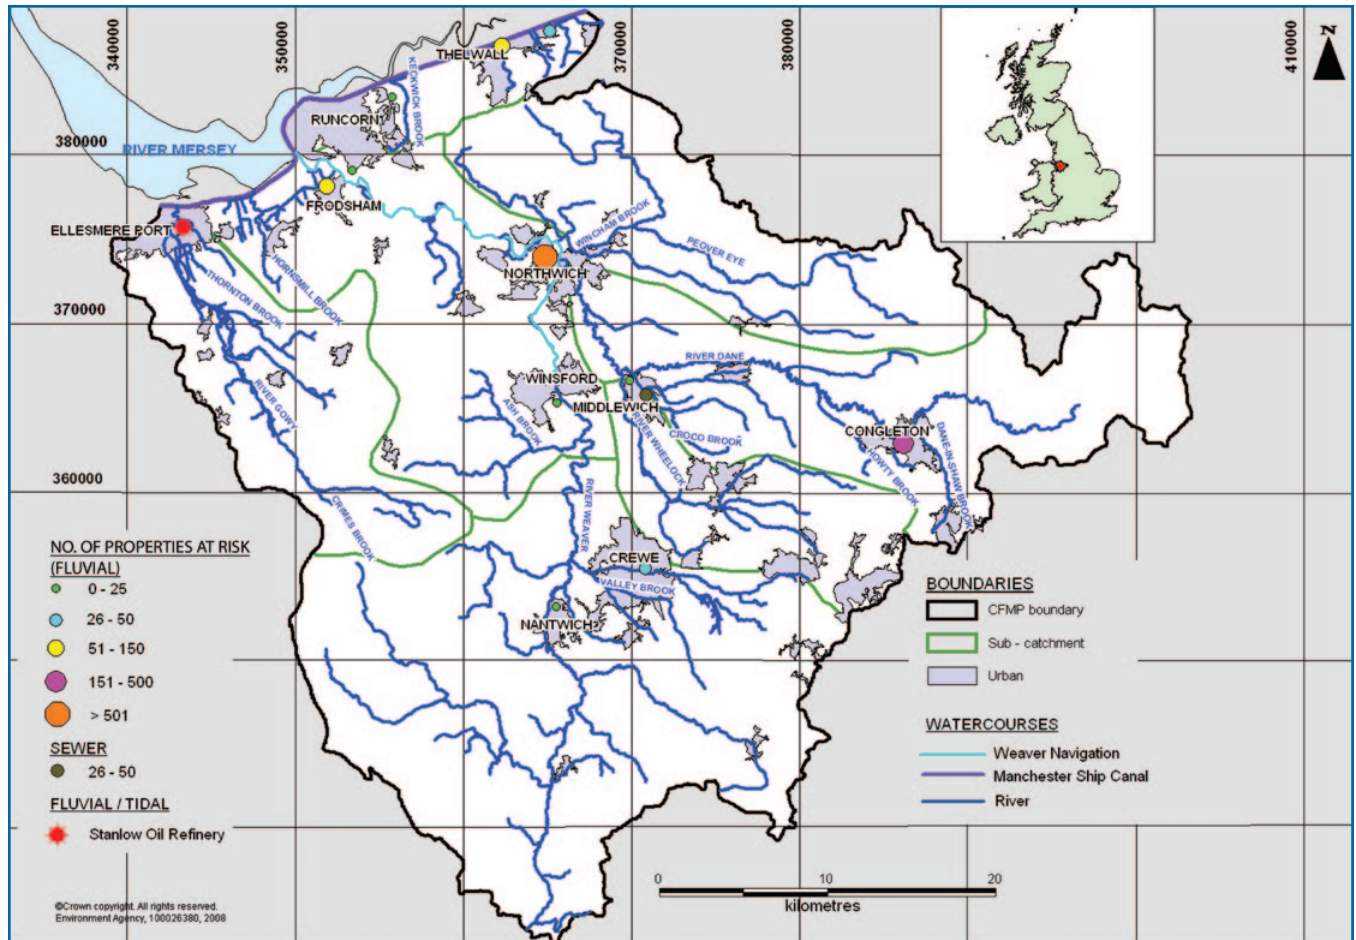 340000
350000
370000
380000
410000
N
THELWALL
KECKWICK BROOK
RUNCORN
380000
RIVER MERSEY
FRODSHAM
ELLESMERE PORT
WINCHAM BROOK
PEOVER EYE
NORTHWICH
HORNSMILL BROOK
THORNTON BROOK
370000
RIVER DANE
WINSFORD
MIDDLEWICH
RIVER GOWY
ASH BROOK
RIVER WHEELOCK
CROCO BROOK
CONGLETON
HOWTY BROOK
DANE-IN-SHAW BROOK
360000
CRIMES BROOK
RIVER WEAVER
CREWE
VALLEY BROOK
NANTWICH
NO. OF PROPERTIES AT RISK
(FLUVIAL)
0 - 25
26 - 50
51 - 150
151 - 500
> 501
SEWER
26 - 50
FLUVIAL / TIDAL
Stanlow Oil Refinery
BOUNDARIES
CFMP boundary
Sub - catchment
Urban
WATERCOURSES
Weaver Navigation
Manchester Ship Canal
River
0 10 20
kilometres
©Crown copyright. All rights reserved.
Environment Agency, 100026380, 2008